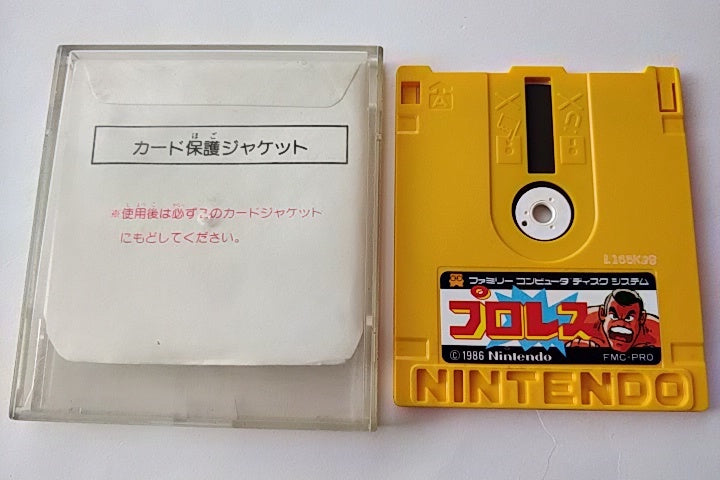 カード保護ジャケット
※使用後は必ずこのカードジャケット
にもどしてください。
A
ファミリー コンピュータ ディスク システム
プロレス
© 1986 Nintendo
FMC-PRO
NINTENDO